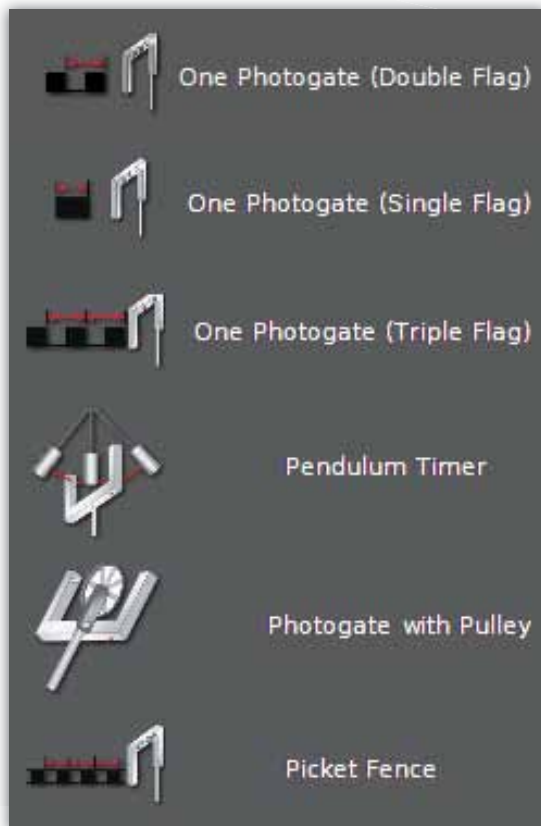 One Photogate (Double Flag)
One Photogate (Single Flag)
One Photogate (Triple Flag)
Pendulum Timer
Photogate with Pulley
Picket Fence